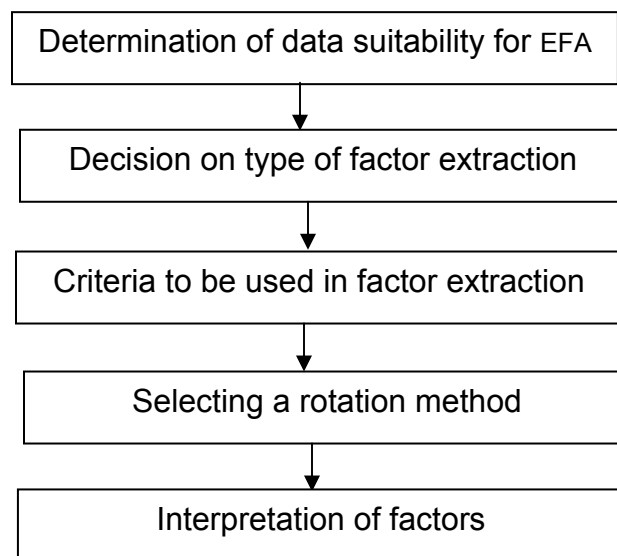 Determination of data suitability for EFA
Decision on type of factor extraction
Criteria to be used in factor extraction
Selecting a rotation method
Interpretation of factors